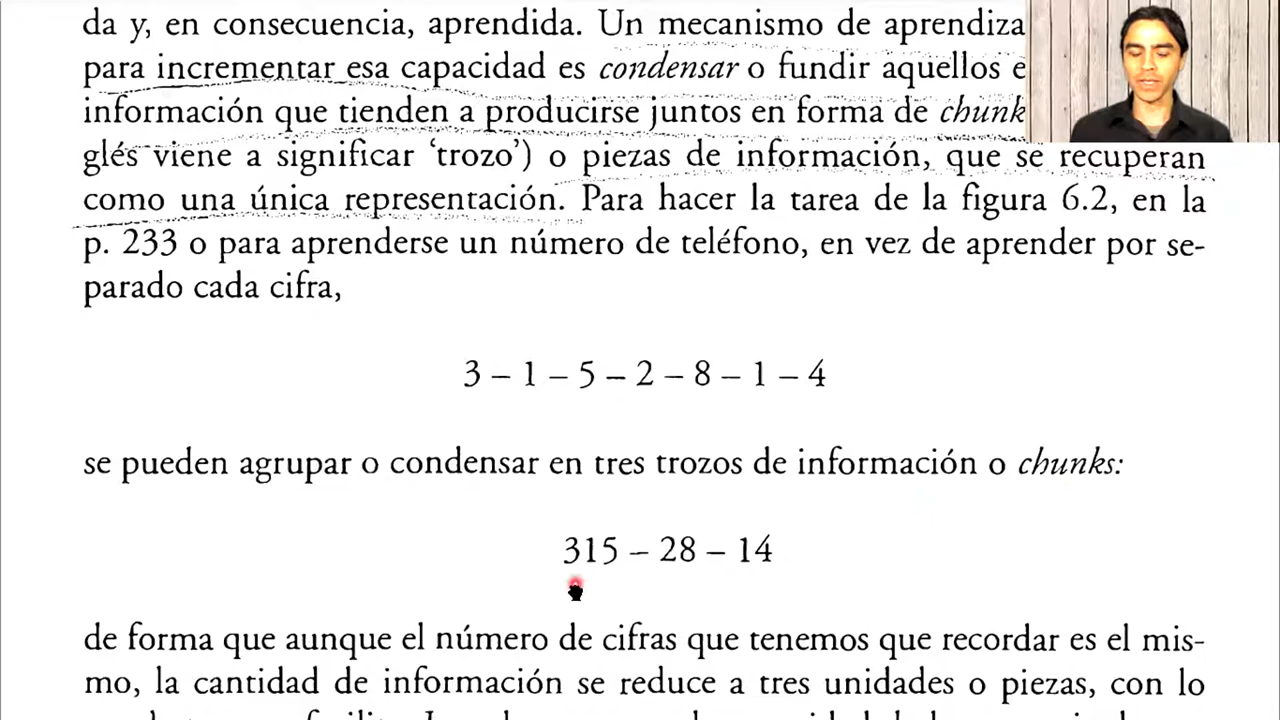 da y, en consecuencia, aprendida. Un mecanismo de aprendiza
para incrementar esa capacidad es condensar o fundir aquellos e
información que tienden a producirse juntos en forma de chunk
glés viene a significar ‘trozo’) o piezas de información, que se recuperan
como una única representación. Para hacer la tarea de la figura 6.2, en la
p. 233 o para aprenderse un número de teléfono, en vez de aprender por se-
parado cada cifra,
3 – 1 – 5 – 2 – 8 – 1 – 4
se pueden agrupar o condensar en tres trozos de información o chunks:
315 – 28 – 14
de forma que aunque el número de cifras que tenemos que recordar es el mis-
mo, la cantidad de información se reduce a tres unidades o piezas, con lo